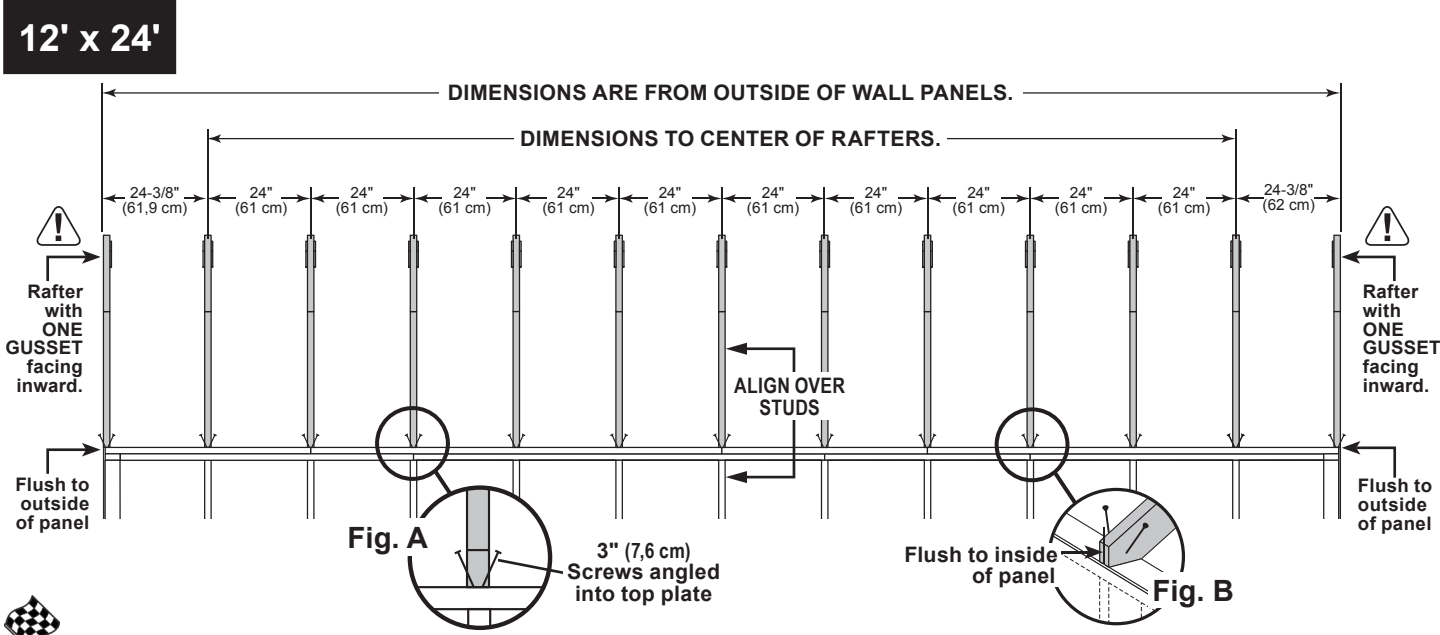 12' x 24'
DIMENSIONS ARE FROM OUTSIDE OF WALL PANELS.
DIMENSIONS TO CENTER OF RAFTERS.
24-3/8" 24" 24" 24" 24" 24" 24" 24" 24" 24" 24" 24-3/8"
(61,9 cm) (61 cm) (61 cm) (61 cm) (61 cm) (61 cm) (61 cm) (61 cm) (61 cm) (61 cm) (61 cm) (62 cm)
!
Rafter
with
ONE
GUSSET
facing
inward.
!
Rafter
with
ONE
GUSSET
facing
inward.
ALIGN OVER
STUDS
Flush to
outside
of panel
Flush to
outside
of panel
Fig. A
3" (7,6 cm)
Screws angled
into top plate
Flush to inside
of panel
Fig. B